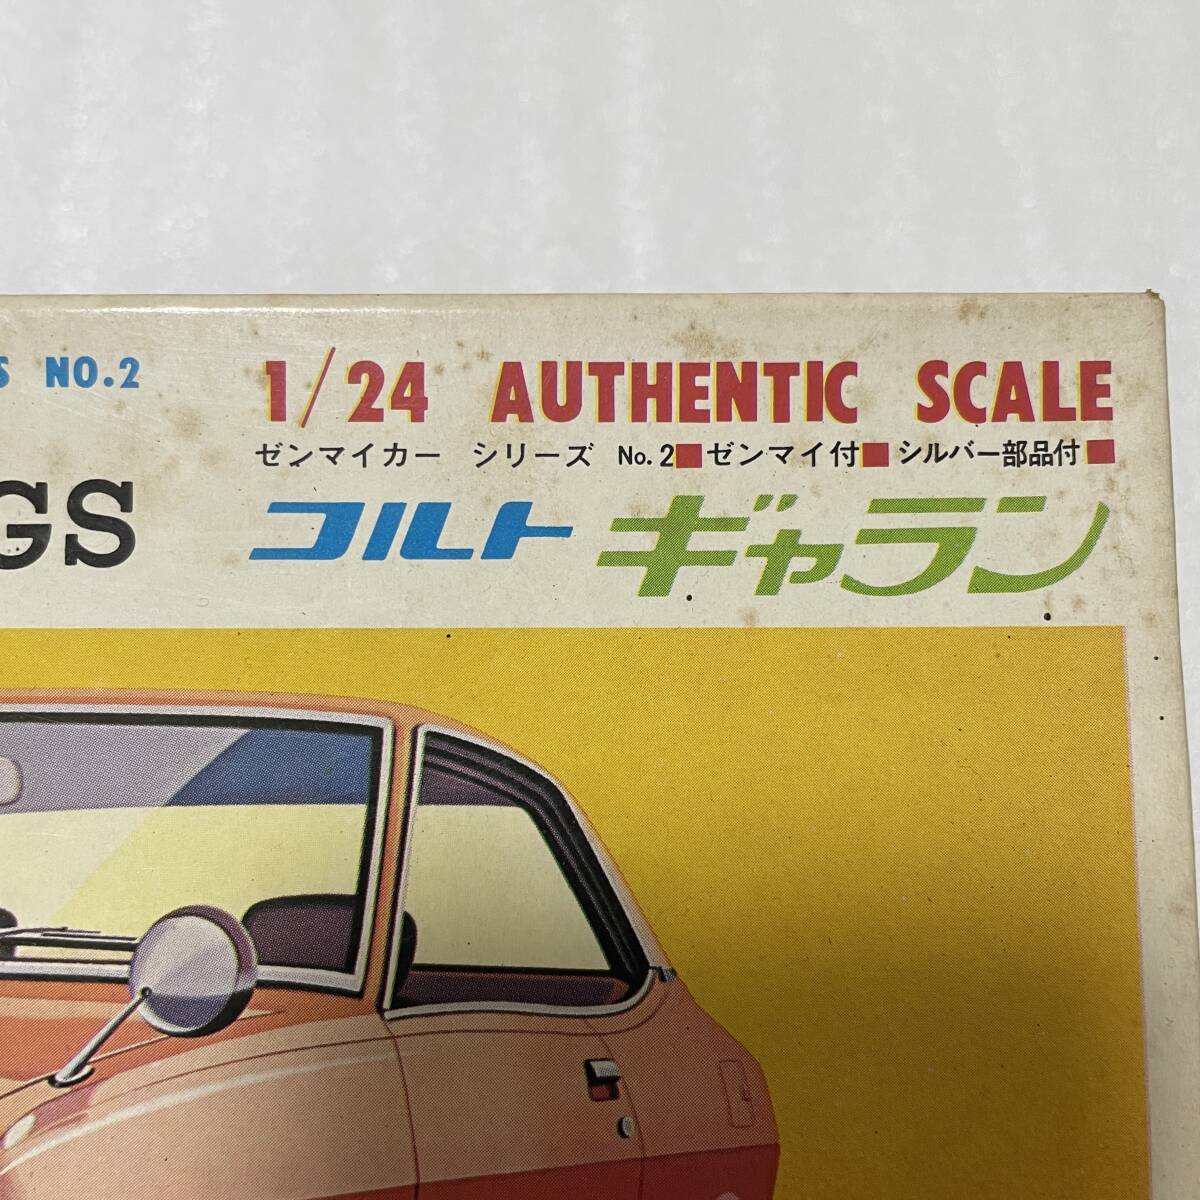 S NO.2
1/24 AUTHENTIC SCALE
ゼンマイカー シリーズ No.2■ゼンマイ付■シルバー部品付■
GS
コルト ギャラン